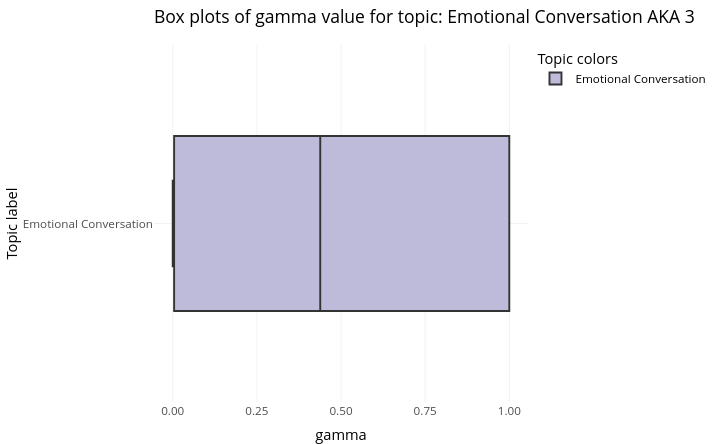 Box plots of gamma value for topic: Emotional Conversation AKA 3
Topic colors
Emotional Conversation
Topic label
Emotional Conversation
0.00 0.25 0.50 0.75 1.00
gamma